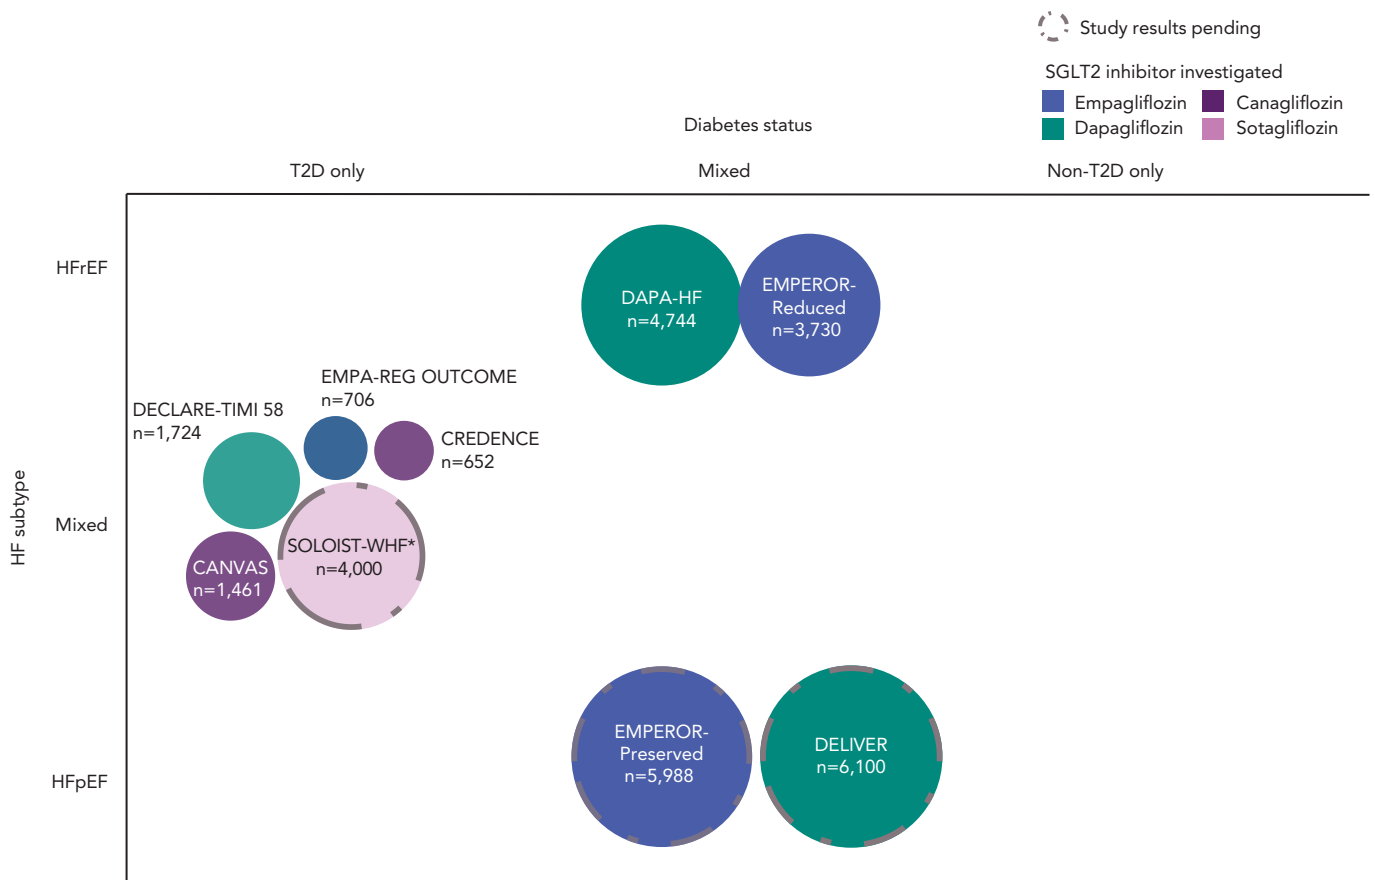 Study results pending
SGLT2 inhibitor investigated
Empagliflozin
Canagliflozin
Dapagliflozin
Sotagliflozin
Diabetes status
T2D only
Mixed
Non-T2D only
HF subtype
HFrEF
DAPA-HF
n=4,744
EMPEROR-
Reduced
n=3,730
EMPA-REG OUTCOME
n=706
DECLARE-TIMI 58
n=1,724
CREDENCE
n=652
Mixed
SOLOIST-WHF*
n=4,000
CANVAS
n=1,461
HFpEF
EMPEROR-
Preserved
n=5,988
DELIVER
n=6,100